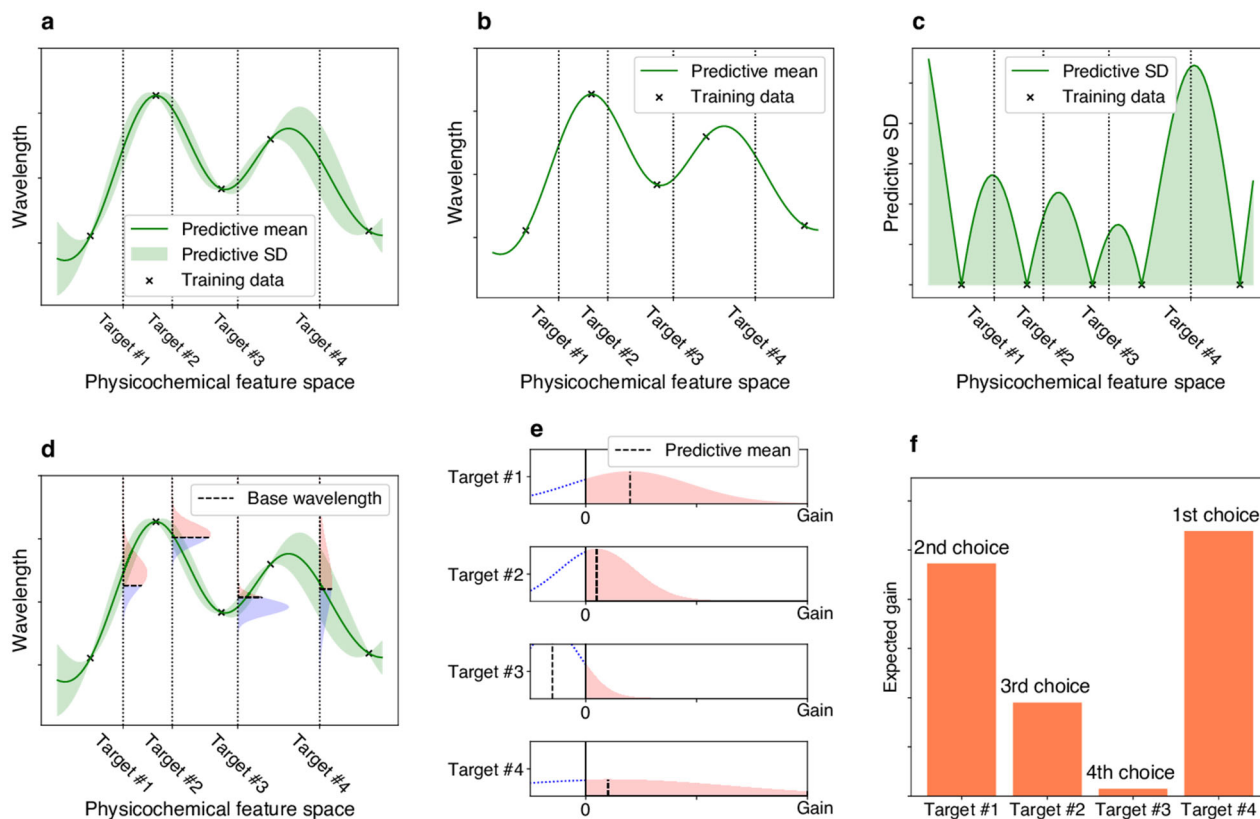 a
Wavelength
Predictive mean
Predictive SD
Training data
Target #1
Target #2
Target #3
Target #4
Physicochemical feature space
b
Wavelength
Predictive mean
Training data
Target #1
Target #2
Target #3
Target #4
Physicochemical feature space
c
Predictive SD
Predictive SD
Training data
Target #1
Target #2
Target #3
Target #4
Physicochemical feature space
d
Wavelength
Base wavelength
Target #1
Target #2
Target #3
Target #4
Physicochemical feature space
e
Predictive mean
Target #1
0
Gain
Target #2
0
Gain
Target #3
0
Gain
Target #4
0
Gain
f
Expected gain
2nd choice
3rd choice
4th choice
1st choice
Target #1
Target #2
Target #3
Target #4